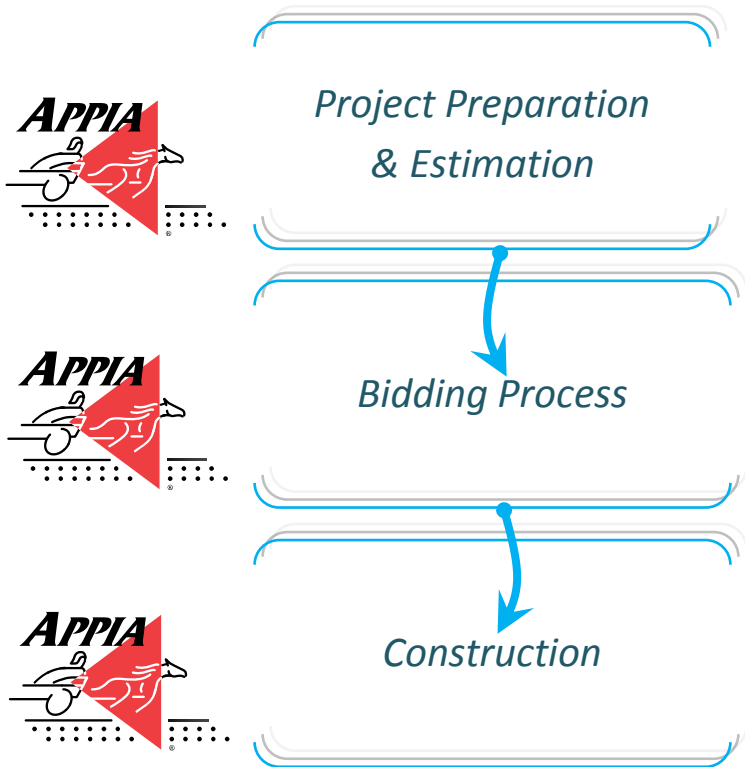 APPIA
Project Preparation
& Estimation
®
APPIA
Bidding Process
®
APPIA
Construction
®